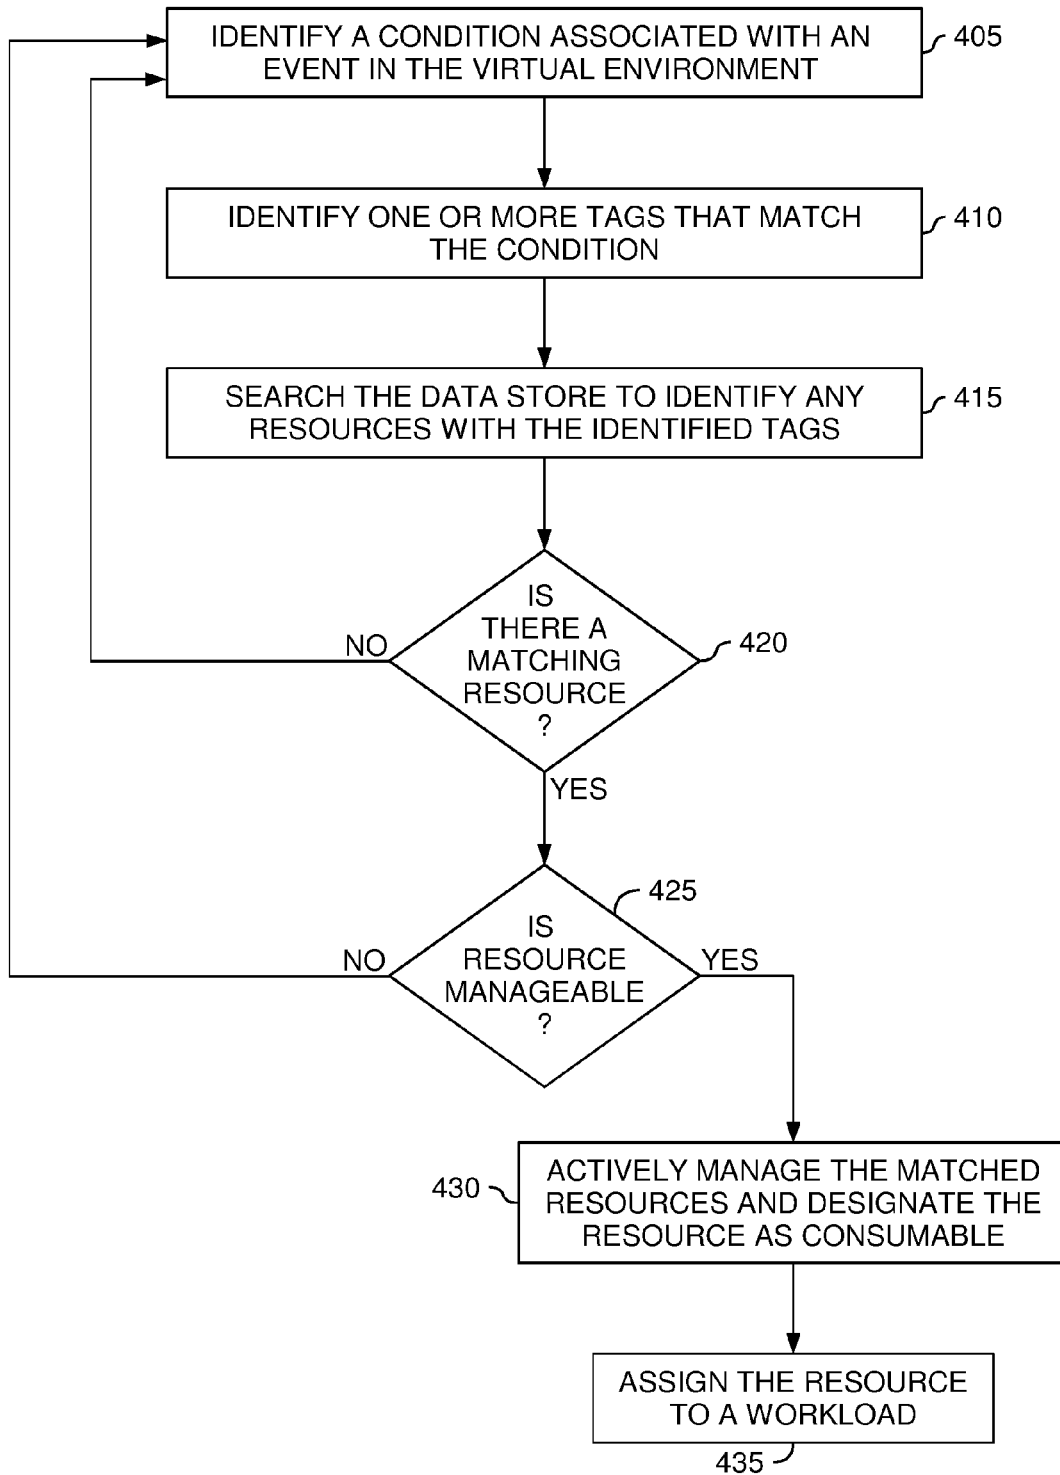 IDENTIFY A CONDITION ASSOCIATED WITH AN
EVENT IN THE VIRTUAL ENVIRONMENT
405
IDENTIFY ONE OR MORE TAGS THAT MATCH
THE CONDITION
410
SEARCH THE DATA STORE TO IDENTIFY ANY
RESOURCES WITH THE IDENTIFIED TAGS
415
IS
THERE A
MATCHING
RESOURCE
?
420
NO
YES
425
IS
RESOURCE
MANAGEABLE
?
NO
YES
430
ACTIVELY MANAGE THE MATCHED
RESOURCES AND DESIGNATE THE
RESOURCE AS CONSUMABLE
ASSIGN THE RESOURCE
TO A WORKLOAD
435